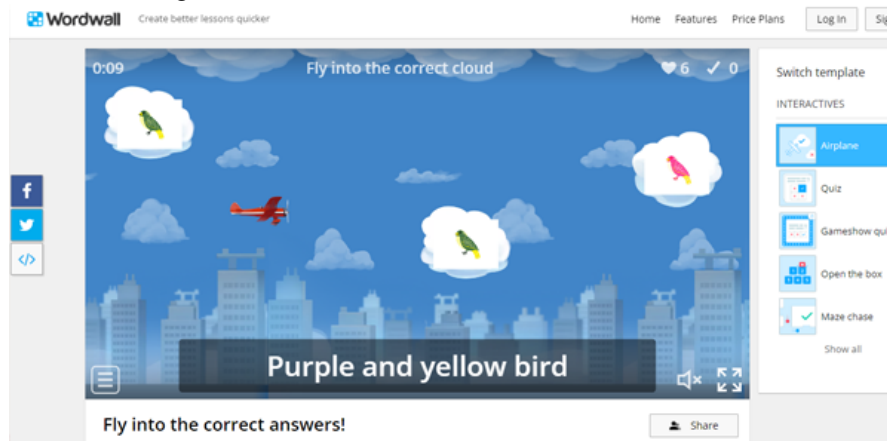 Wordwall Create better lessons quicker Home Features Price Plans Log In
0:09 Fly into the correct cloud 6 0
Switch template
INTERACTIVES
Airplane
Quiz
Gameshow
Open the box
Maze chase
Show all
Purple and yellow bird
Fly into the correct answers! Share